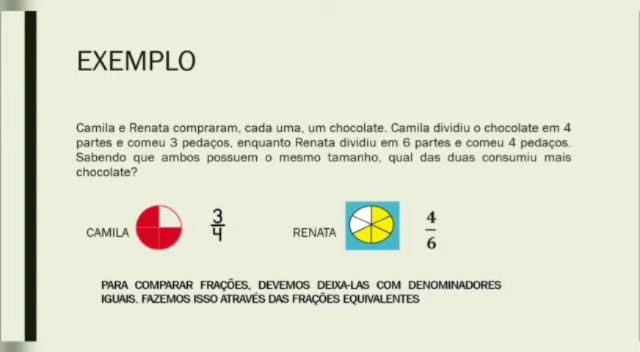 EXEMPLO
Camila e Renata compraram, cada uma, um chocolate. Camila dividiu o chocolate em 4
partes e comeu 3 pedaços, enquanto Renata dividiu em 6 partes e comeu 4 pedaços.
Sabendo que ambos possuem o mesmo tamanho, qual das duas consumiu mais
chocolate?
CAMILA
3
4
RENATA
4
6
PARA COMPARAR FRAÇÕES, DEVEMOS DEIXA-LAS COM DENOMINADORES
IGUAIS. FAZEMOS ISSO ATRAVÉS DAS FRAÇÕES EQUIVALENTES